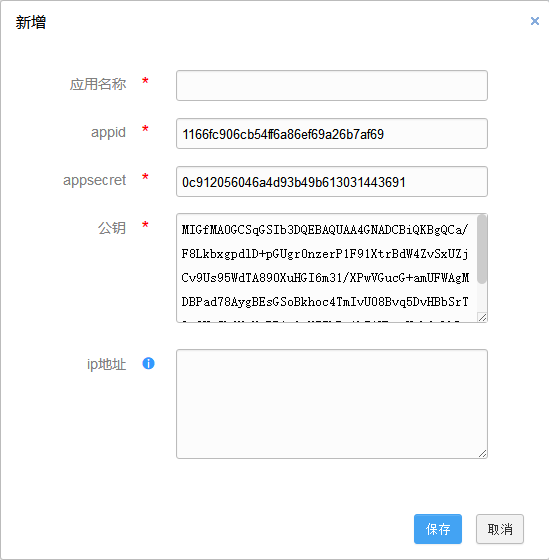 新增
×
应用名称 *
appid * 1166fc906cb54ff6a86ef69a26b7af69
appsecret * 0c912056046a4d93b49b613031443691
公钥 *
MIGfMA0GCSqGSIb3DQEBAQUAA4GNADCBiQKBgQCa/
F8LkbxgpdlD+pGUgrOnzerP1F91XtrBdW4ZvSxUZj
Cv9Us95WdTA890XuHGI6m31/XPwVGucG+amUFWAgM
DBPad78AygBEsGSoBkhoc4TmIvU08Bvq5DvHBbSrT
ip地址
保存 取消